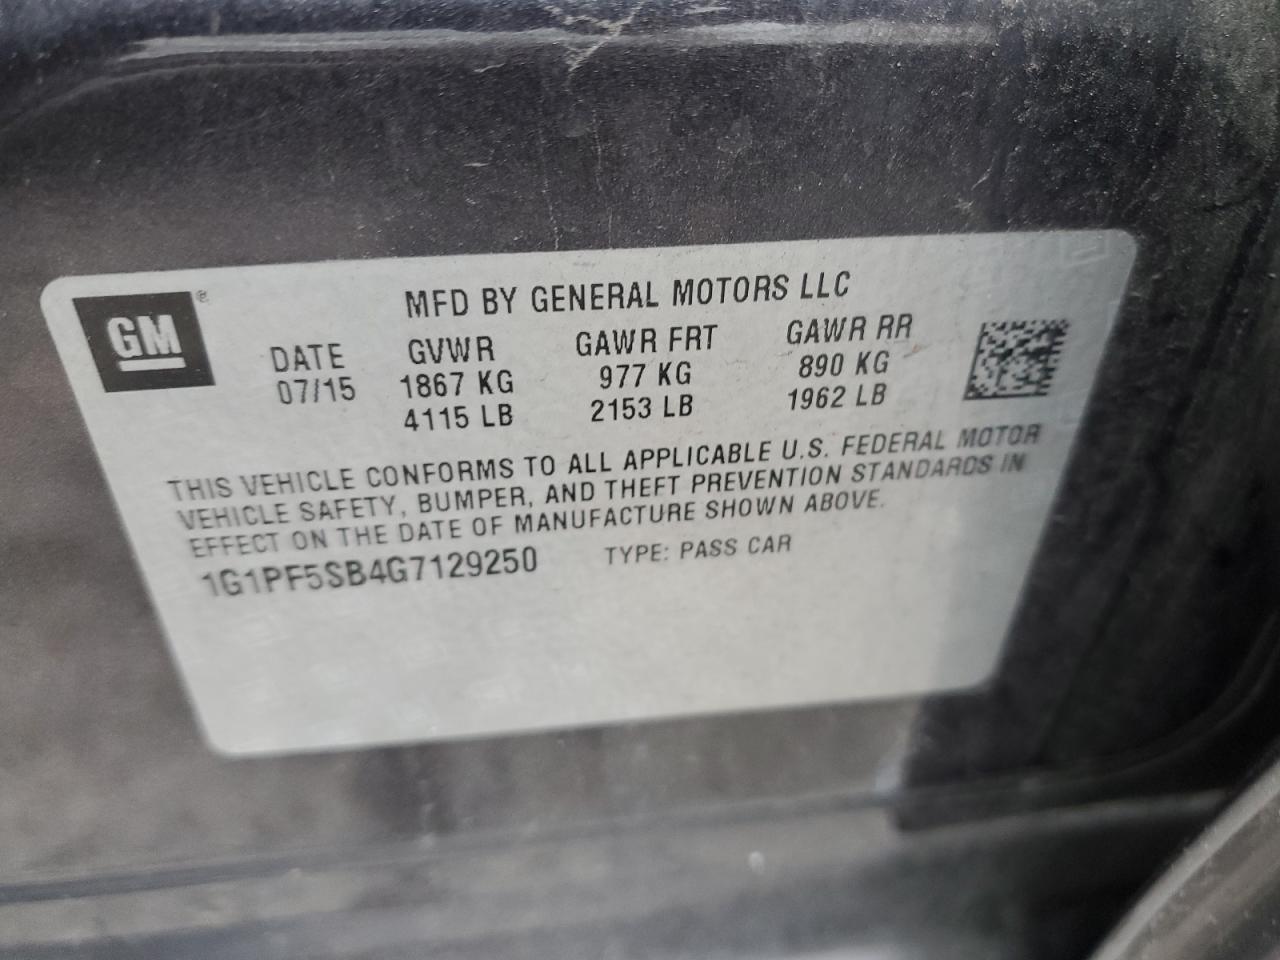 GM ®
MFD BY GENERAL MOTORS LLC
DATE GVWR GAWR FRT GAWR RR
07/15 1867 KG 977 KG 890 KG
4115 LB 2153 LB 1962 LB
THIS VEHICLE CONFORMS TO ALL APPLICABLE U.S. FEDERAL MOTOR
VEHICLE SAFETY, BUMPER, AND THEFT PREVENTION STANDARDS IN
EFFECT ON THE DATE OF MANUFACTURE SHOWN ABOVE.
1G1PF5SB4G7129250 TYPE: PASS CAR